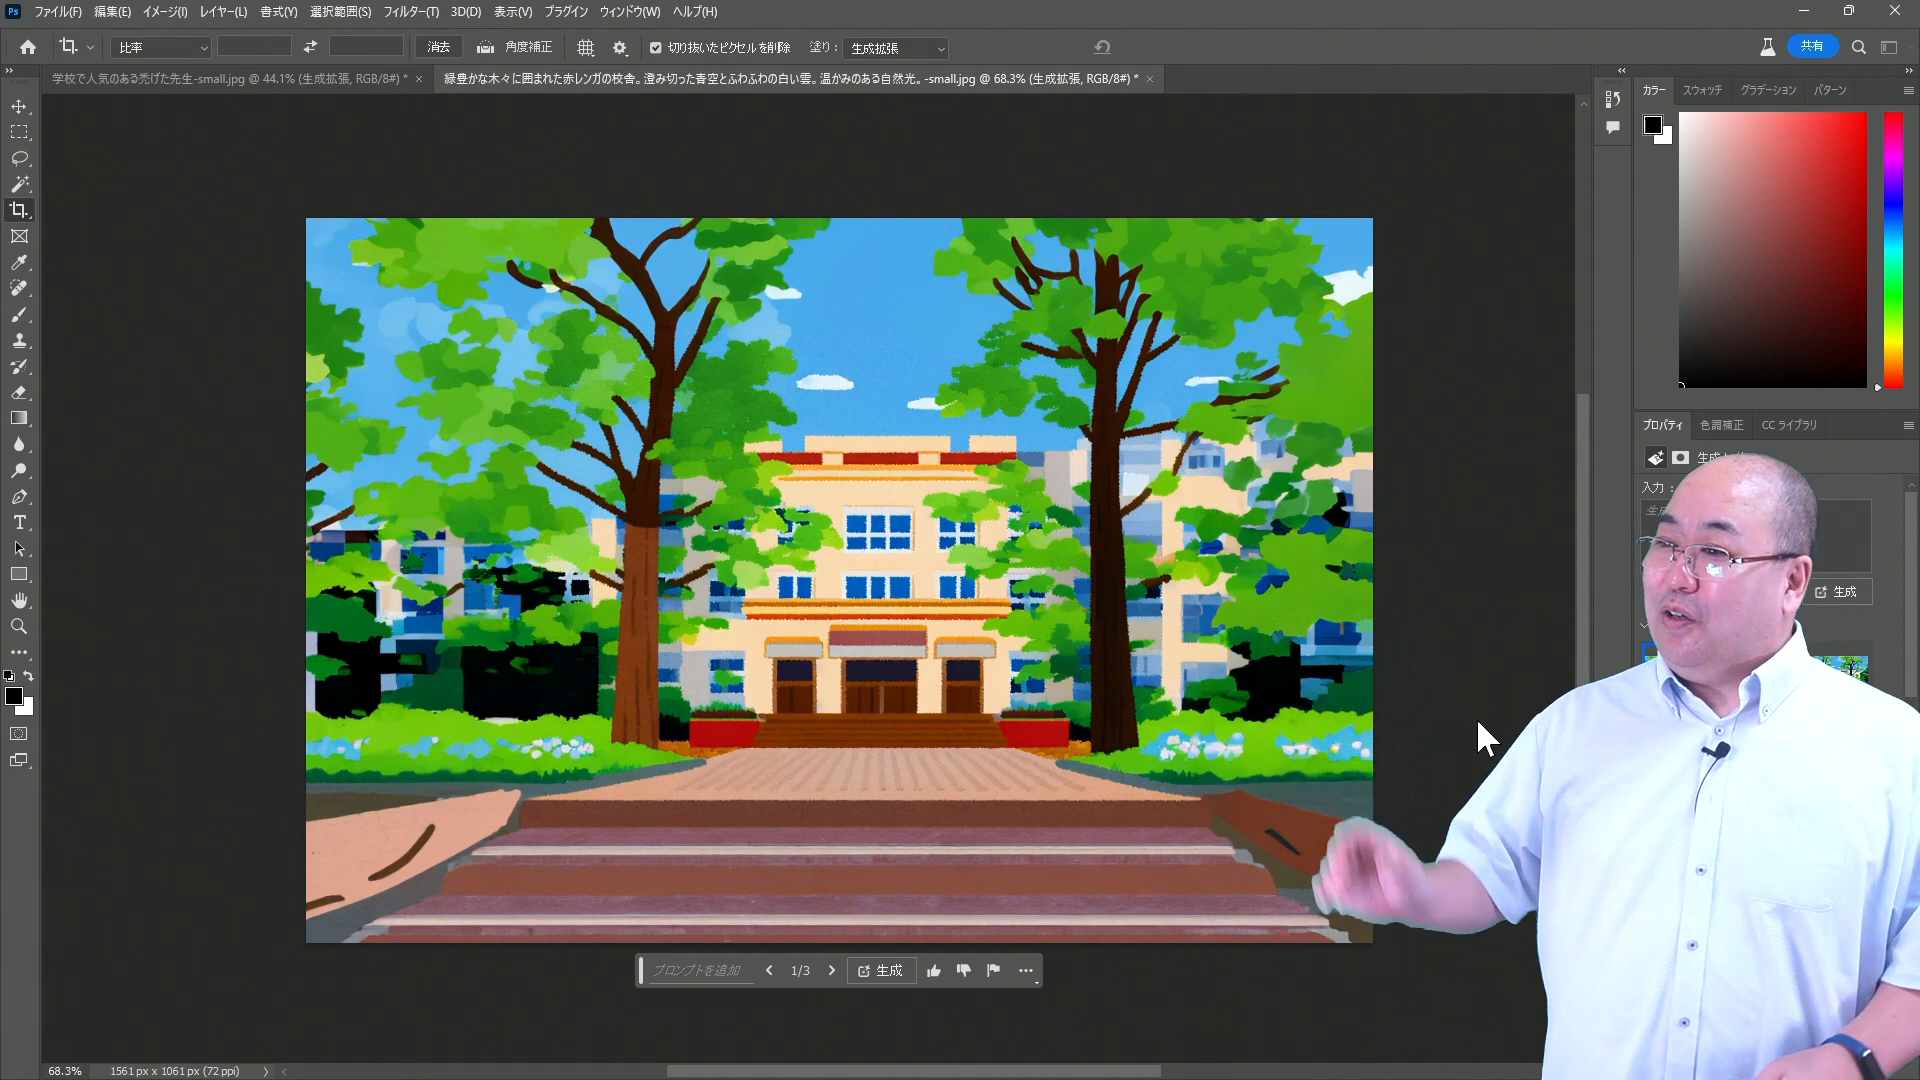 Ps ファイル(F) 編集(E) イメージ(I) レイヤー(L) 書式(Y) 選択範囲(S) フィルター(T) 3D(D) 表示(V) プラグイン ウィンドウ(W) ヘルプ(H)
比率 消去 角度補正 切り抜いたピクセルを削除 塗り: 生成拡張 共有
学校で人気のある禿げた先生-small.jpg @ 44.1% (生成拡張, RGB/8#) *
緑豊かな木々に囲まれた赤レンガの校舎。澄み切った青空とふわふわの白い雲。温かみのある自然光。-small.jpg @ 68.3% (生成拡張, RGB/8#) *
カラー スウォッチ グラデーション パターン
プロパティ 色調補正 CC ライブラリ
入力:
生成
プロンプトを追加 1/3 生成
68.3% 1561 px x 1061 px (72 ppi)